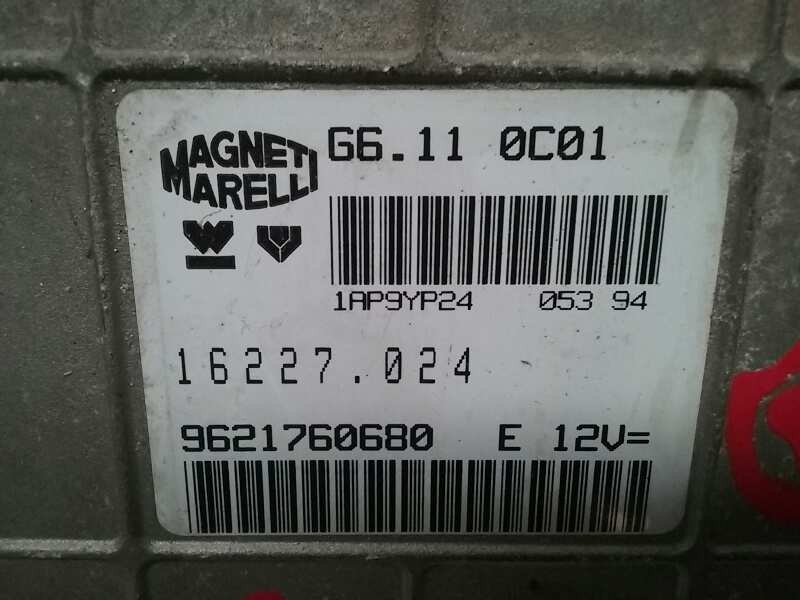 MAGNETI
MARELLI
G6.11 0C01
1AP9YP24 053 94
16227.024
9621760680 E 12V=